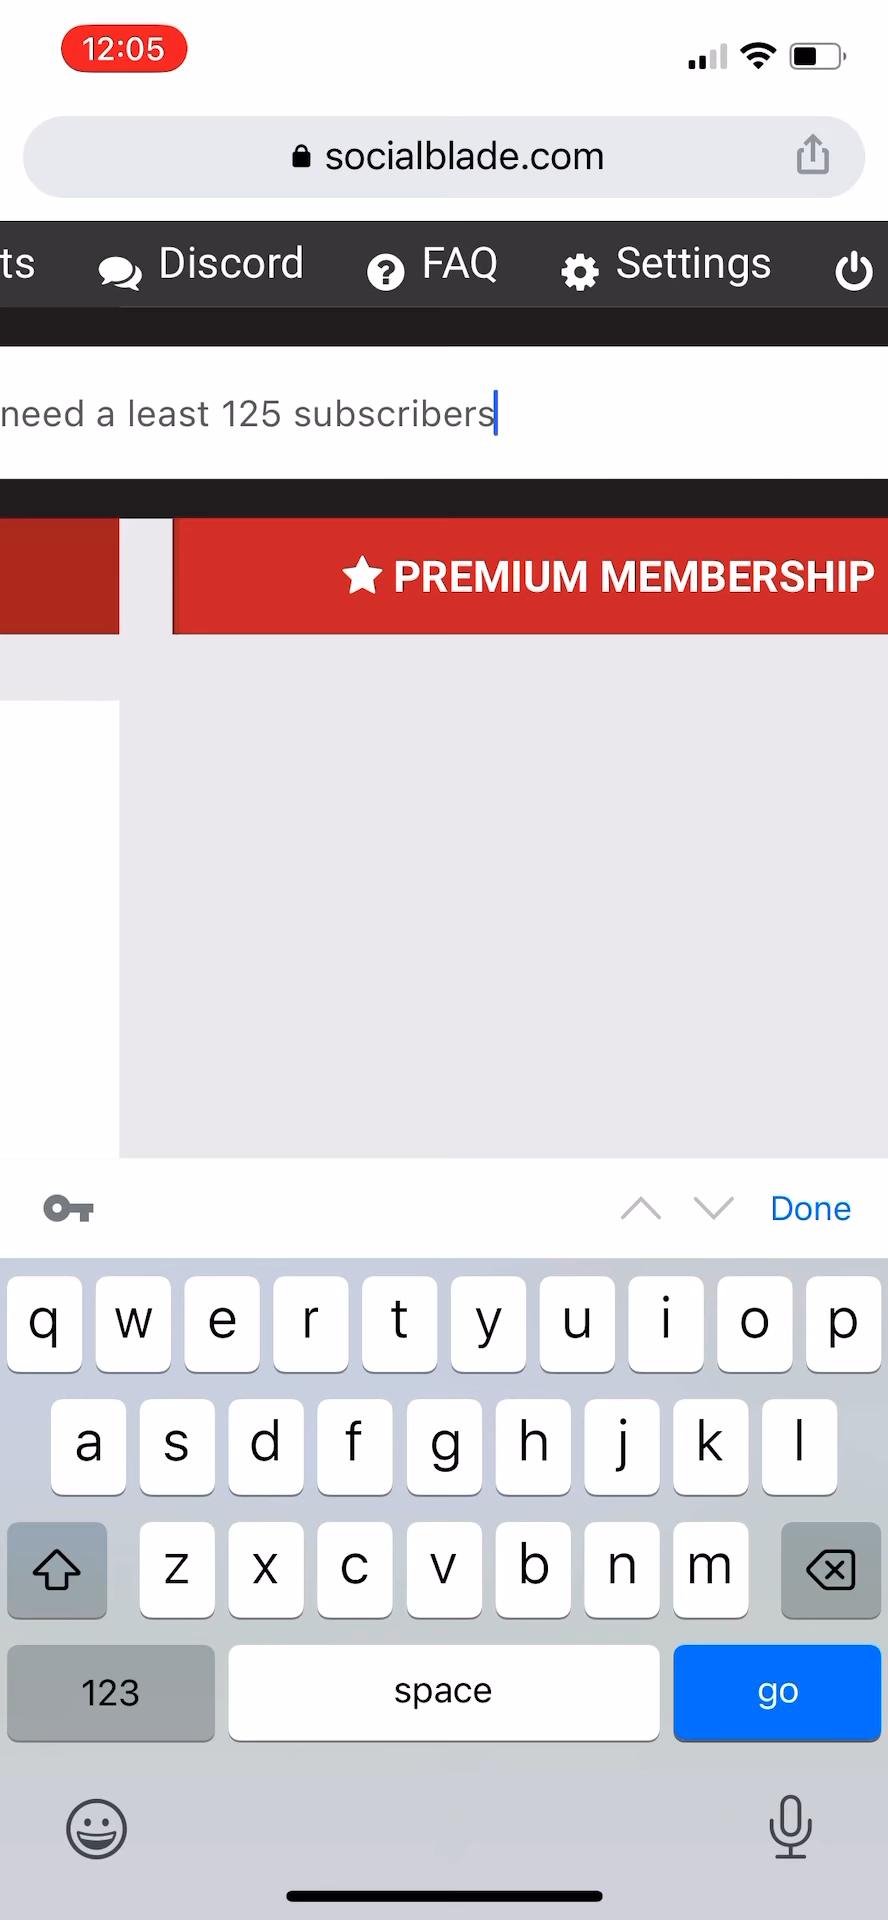 12:05
socialblade.com
ts Discord FAQ Settings
need a least 125 subscribers
PREMIUM MEMBERSHIP
Done
q w e r t y u i o p
a s d f g h j k l
z x c v b n m
123 space go